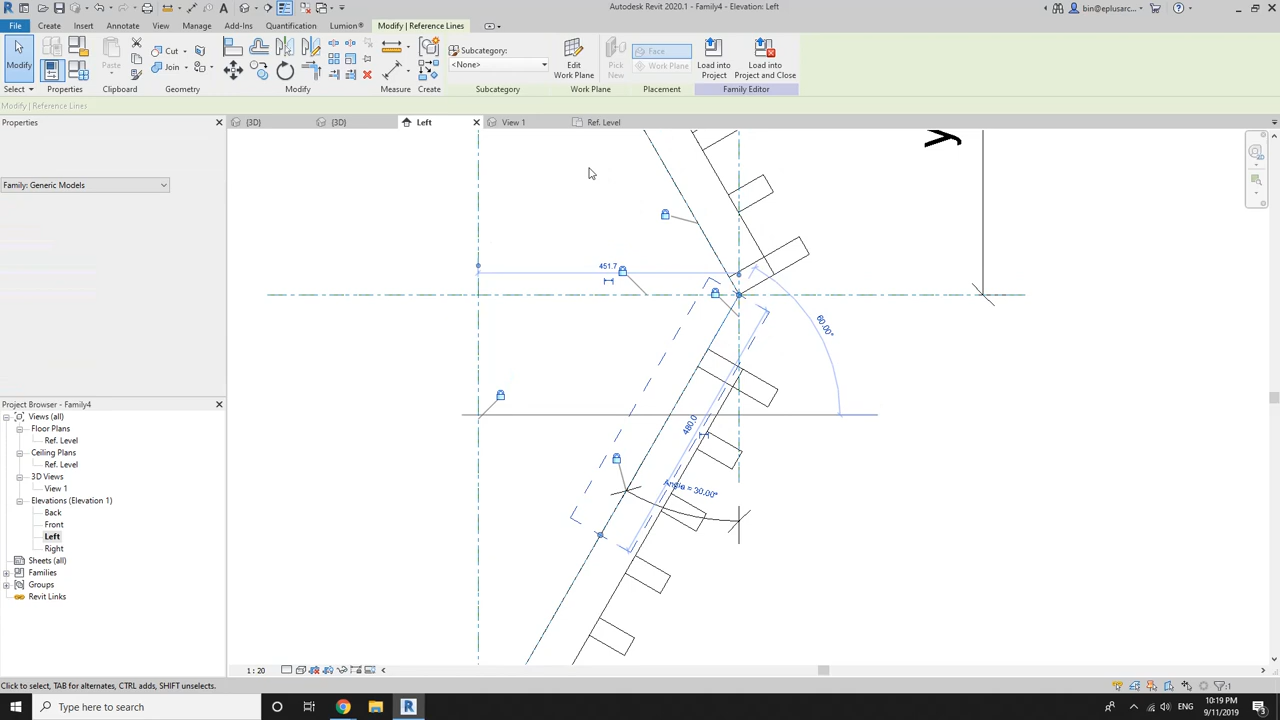 Autodesk Revit 2020.1 - Family4 - Elevation: Left
bin@eplusarc...
File Create Insert Annotate View Manage Add-Ins Quantification Lumion® Modify | Reference Lines
Modify Paste Cut Join Edit Work Plane Pick New Face Work Plane Load into Project Load into Project and Close
Subcategory:
<None>
Select Properties Clipboard Geometry Modify Measure Create Subcategory Work Plane Placement Family Editor
Modify | Reference Lines
Properties
{3D} {3D} Left View 1 Ref. Level
Family: Generic Models
y
451.7
60.00°
480.0
Angle = 30.00°
Project Browser - Family4
Views (all)
Floor Plans
Ref. Level
Ceiling Plans
Ref. Level
3D Views
View 1
Elevations (Elevation 1)
Back
Front
Left
Right
Sheets (all)
Families
Groups
Revit Links
1 : 20
Click to select, TAB for alternates, CTRL adds, SHIFT unselects.
:1
Type here to search
10:19 PM
9/11/2019